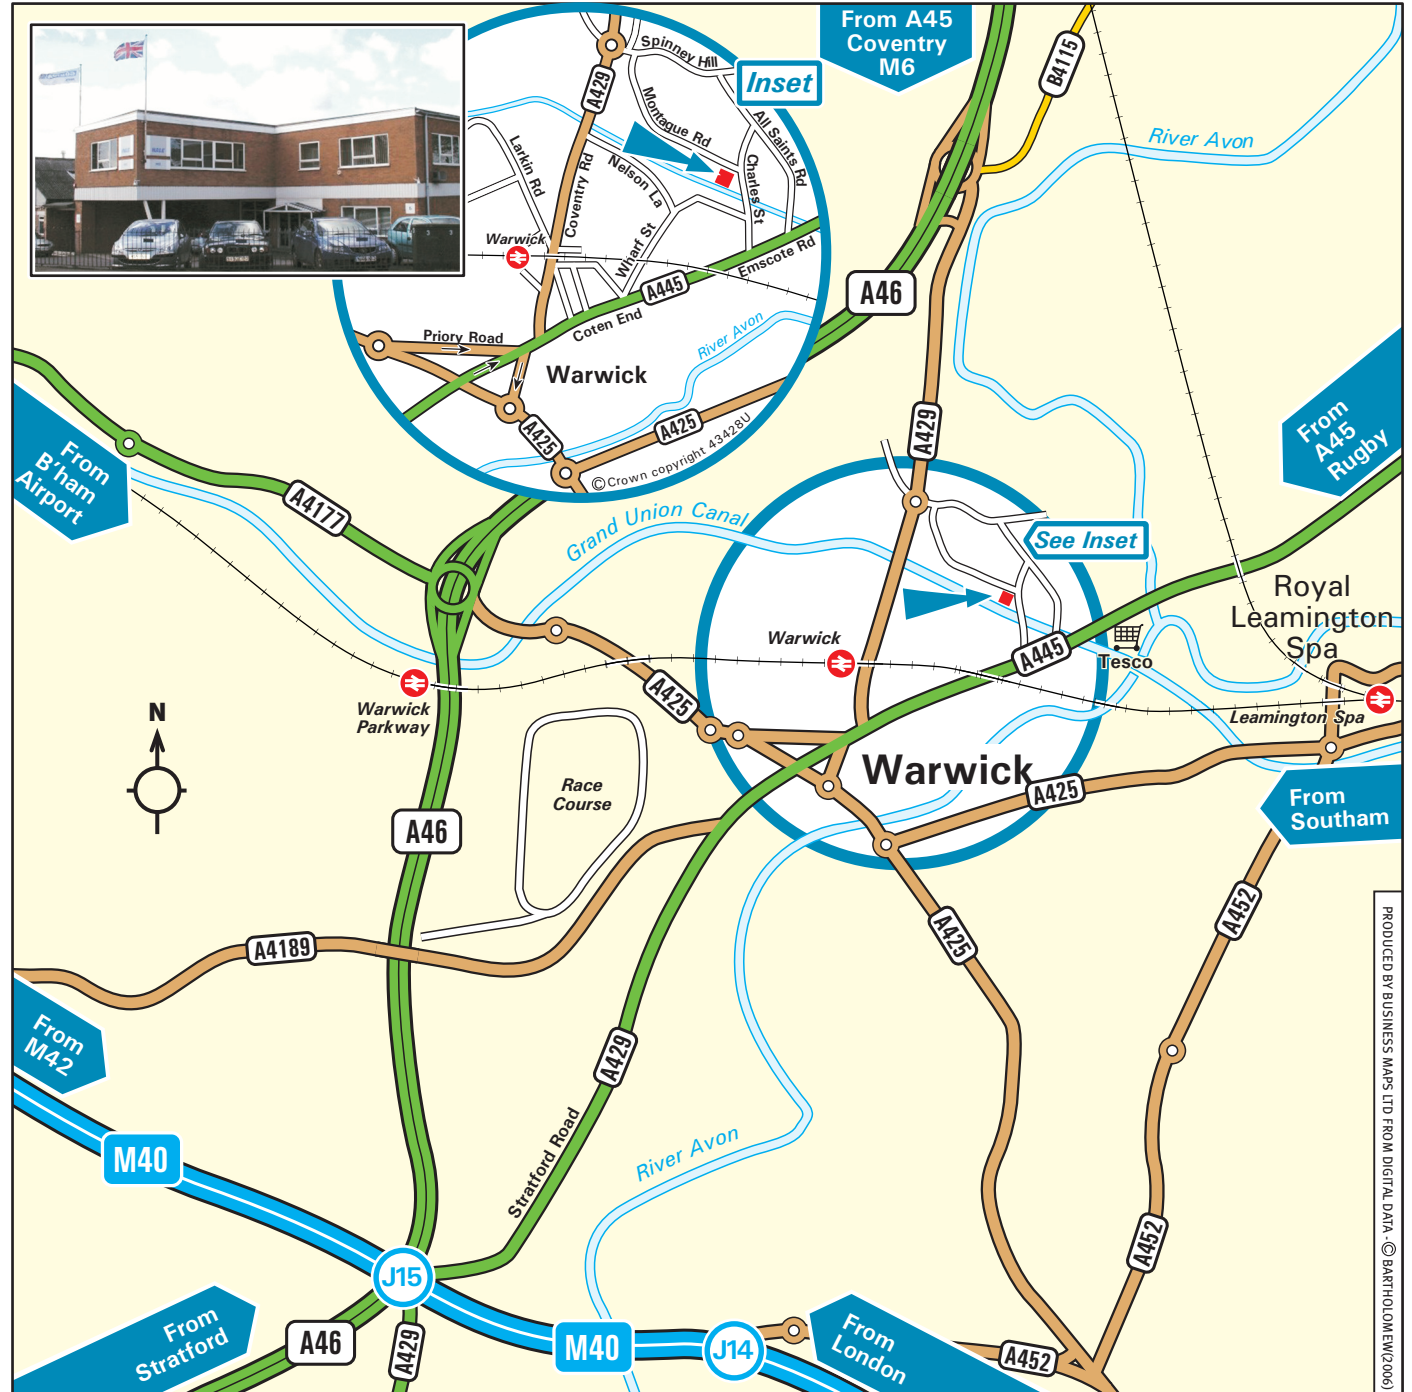 From A45
Coventry
M6
B4115
River Avon
Inset
Spinney Hill
A429
Montague Rd
All Saints Rd
Larkin Rd
Nelson La
Charles St
Coventry Rd
Wharf St
Warwick
Emscote Rd
A445
Coten End
Priory Road
River Avon
Warwick
A425
A425
© Crown copyright 43428U
A46
A429
From
A45
Rugby
From
B'ham
Airport
A4177
Grand Union Canal
See Inset
Royal
Leamington
Spa
Warwick
A445
Tesco
Warwick
Parkway
A425
Leamington Spa
N
Race
Course
Warwick
A425
From
Southam
A46
A452
A425
A4189
From
M42
A429
Stratford Road
M40
River Avon
A452
J15
From
Stratford
A46
A429
M40
J14
From
London
A452
PRODUCED BY BUSINESS MAPS LTD FROM DIGITAL DATA - © BARTHOLOMEW(2006)